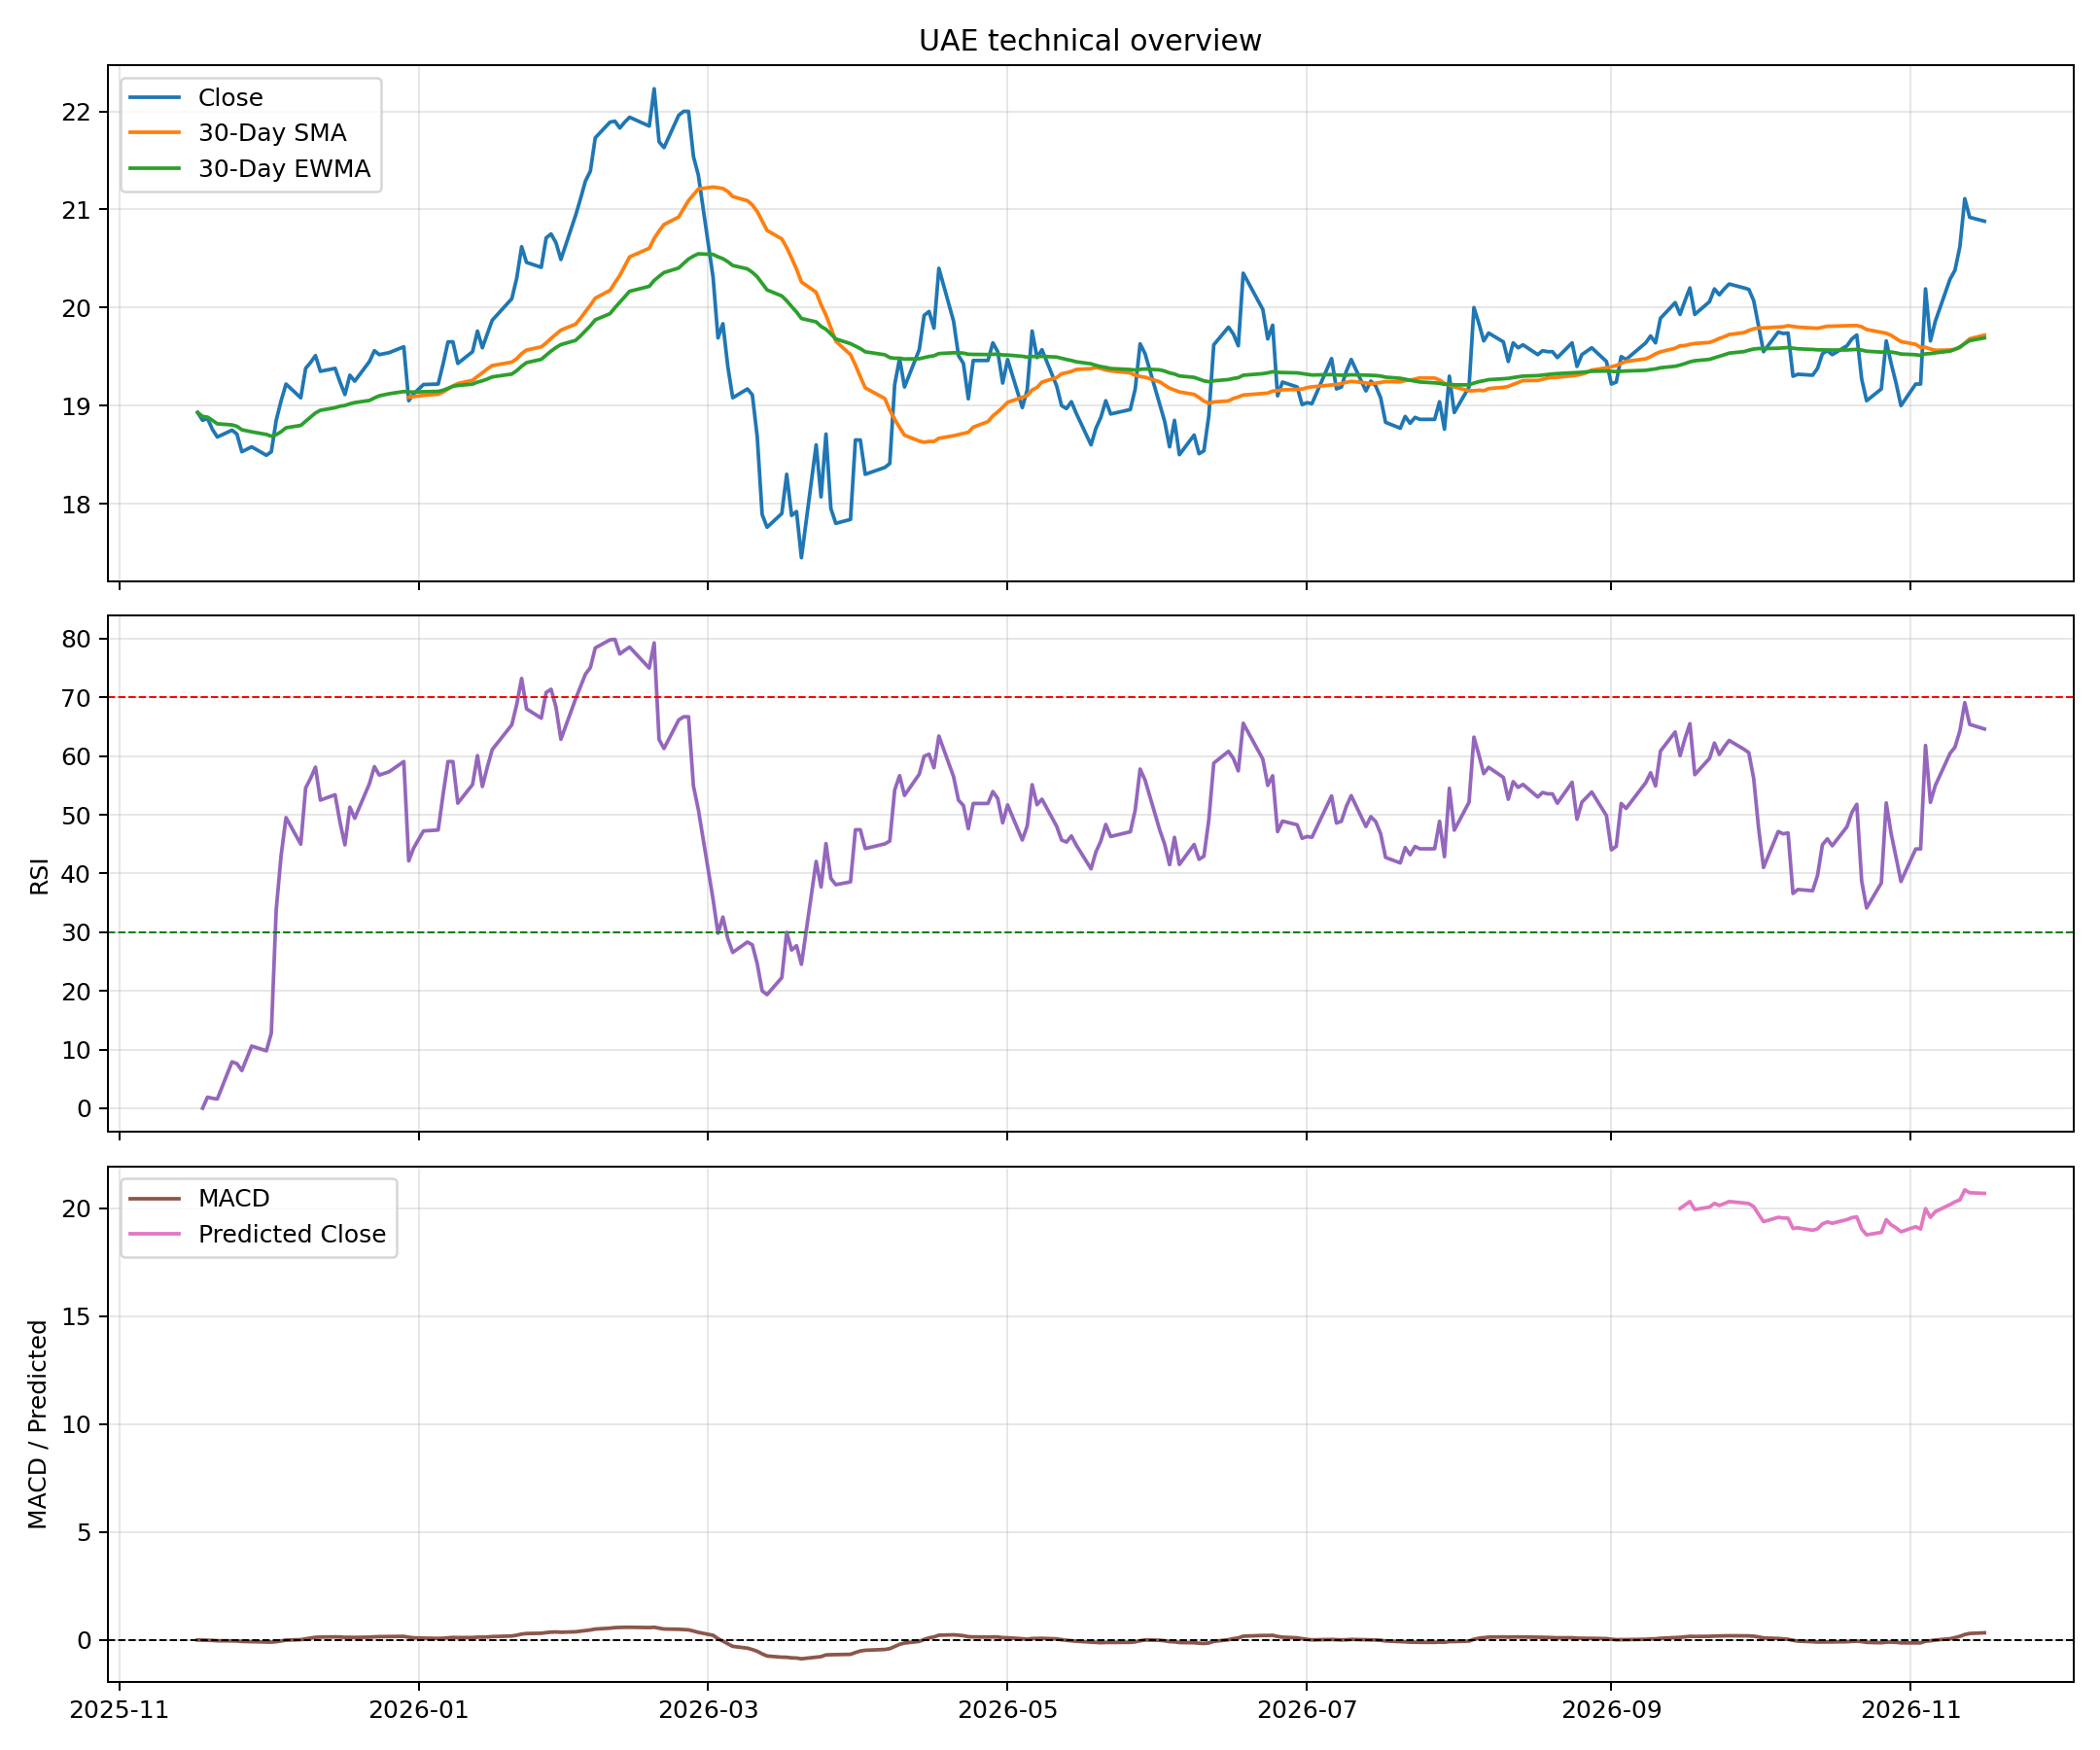 UAE technical overview
Close
30-Day SMA
30-Day EWMA
22
21
20
19
18
RSI
80
70
60
50
40
30
20
10
0
MACD
Predicted Close
MACD / Predicted
20
15
10
5
0
2025-11 2026-01 2026-03 2026-05 2026-07 2026-09 2026-11